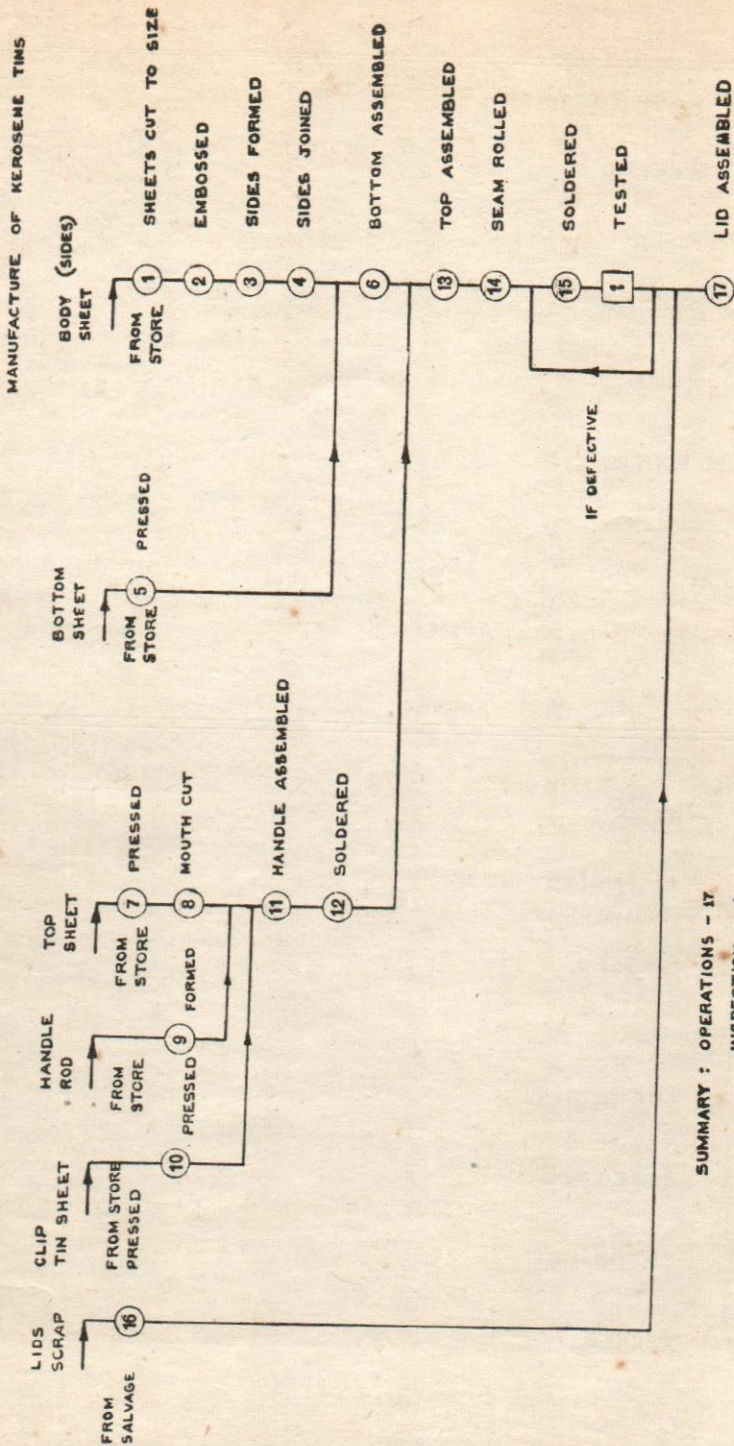 MANUFACTURE OF KEROSENE TINS
LIDS
SCRAP
CLIP
TIN SHEET
HANDLE
ROD
TOP
SHEET
BOTTOM
SHEET
BODY (SIDES)
SHEET
FROM
SALVAGE
16
FROM STORE
PRESSED
10
PRESSED
FROM
STORE
9
FORMED
FROM
STORE
7
PRESSED
8
MOUTH CUT
11
HANDLE ASSEMBLED
12
SOLDERED
FROM
STORE
5
PRESSED
FROM
STORE
1
SHEETS CUT TO SIZE
2
EMBOSSED
3
SIDES FORMED
4
SIDES JOINED
6
BOTTOM ASSEMBLED
13
TOP ASSEMBLED
14
SEAM ROLLED
15
SOLDERED
1
TESTED
IF DEFECTIVE
17
LID ASSEMBLED
SUMMARY : OPERATIONS - 17
INSPECTION